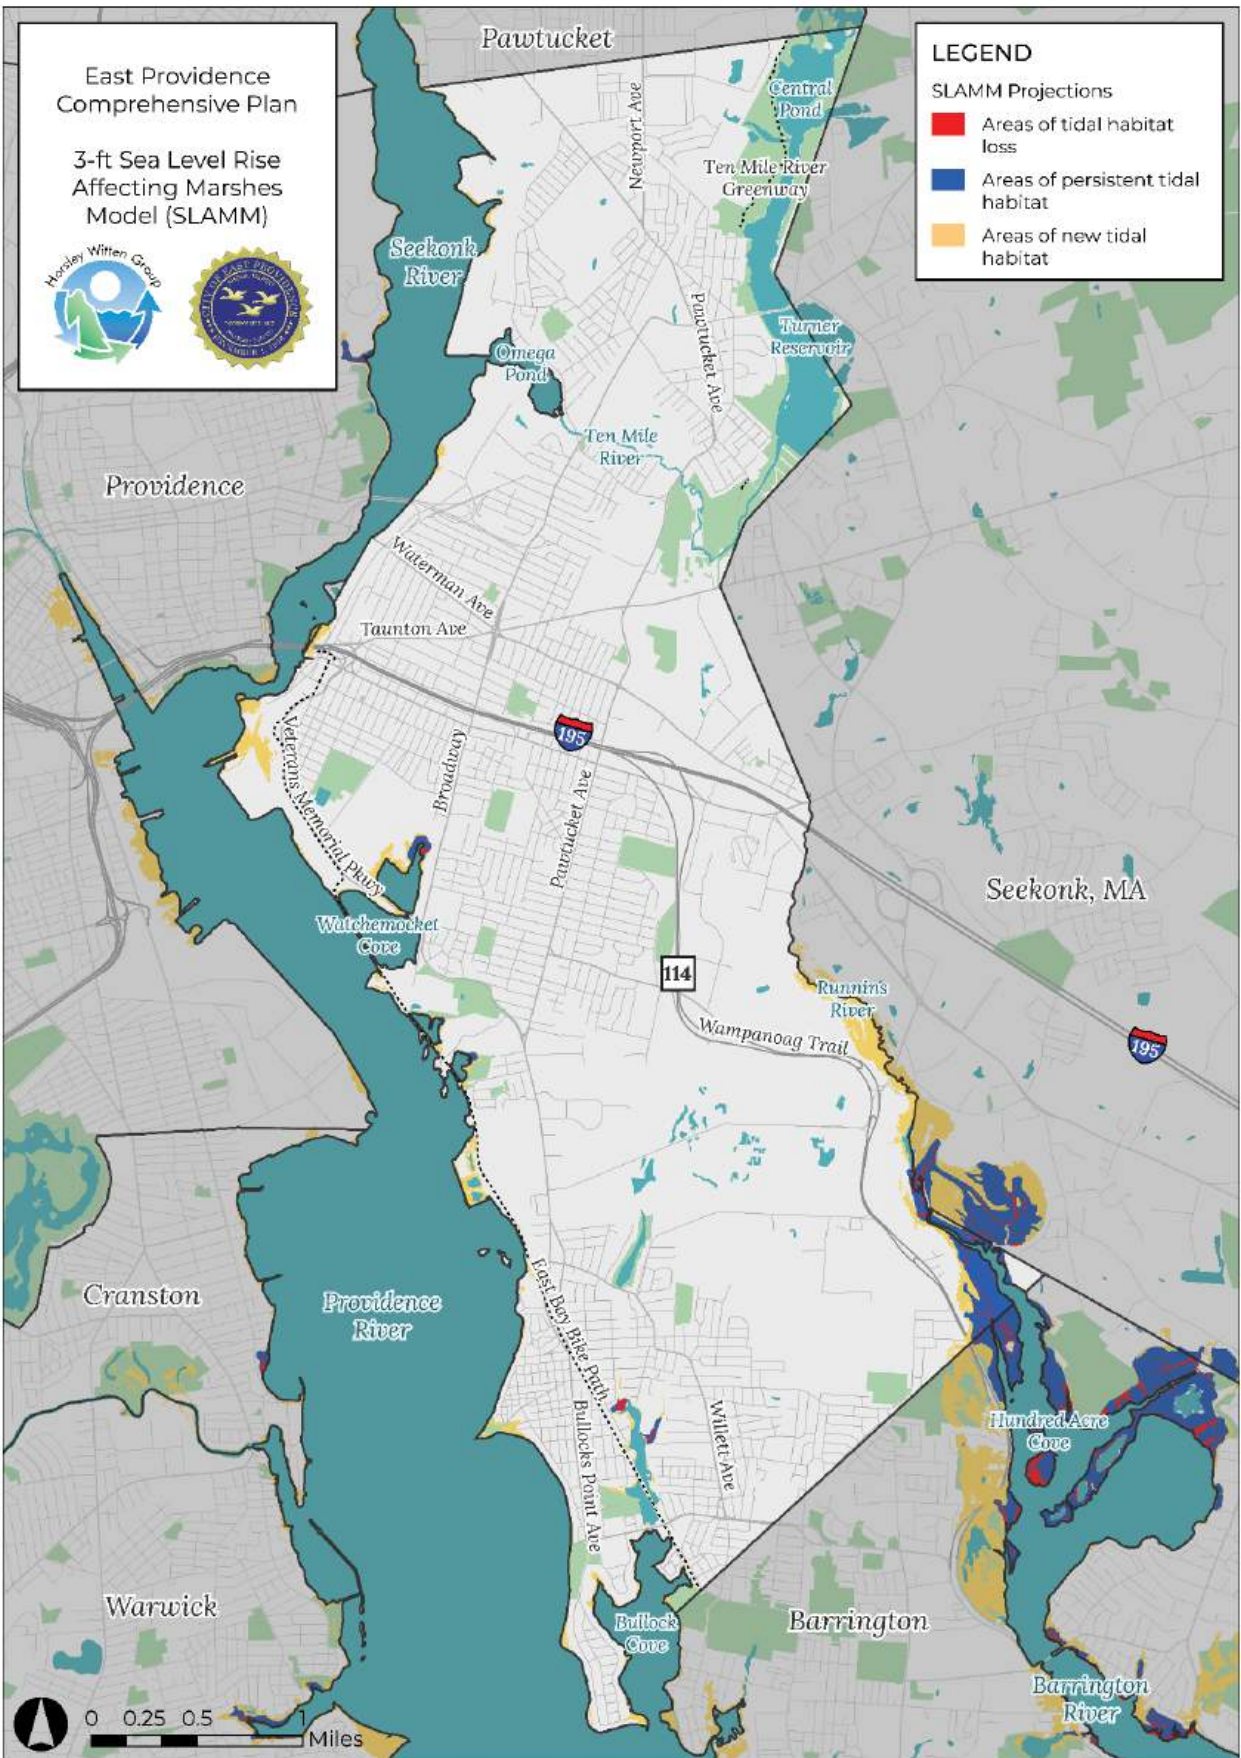 East Providence
Comprehensive Plan
3-ft Sea Level Rise
Affecting Marshes
Model (SLAMM)
Horsley Witten Group
CITY OF EAST PROVIDENCE
LEGEND
SLAMM Projections
Areas of tidal habitat
loss
Areas of persistent tidal
habitat
Areas of new tidal
habitat
Pawtucket
Newport Ave
Central
Pond
Ten Mile River
Greenway
Seekonk
River
Pawtucket Ave
Turner
Reservoir
Omega
Pond
Ten Mile
River
Providence
Waterman Ave
Taunton Ave
195
Veterans Memorial Pkwy
Broadway
Pawtucket Ave
Seekonk, MA
Watchemocket
Cove
114
Runnins
River
Wampanoag Trail
195
Cranston
Providence
River
East Bay Bike Path
Bullocks Point Ave
Willett Ave
Hundred Acre
Cove
Warwick
Bullock
Cove
Barrington
Barrington
River
0 0.25 0.5 1
Miles